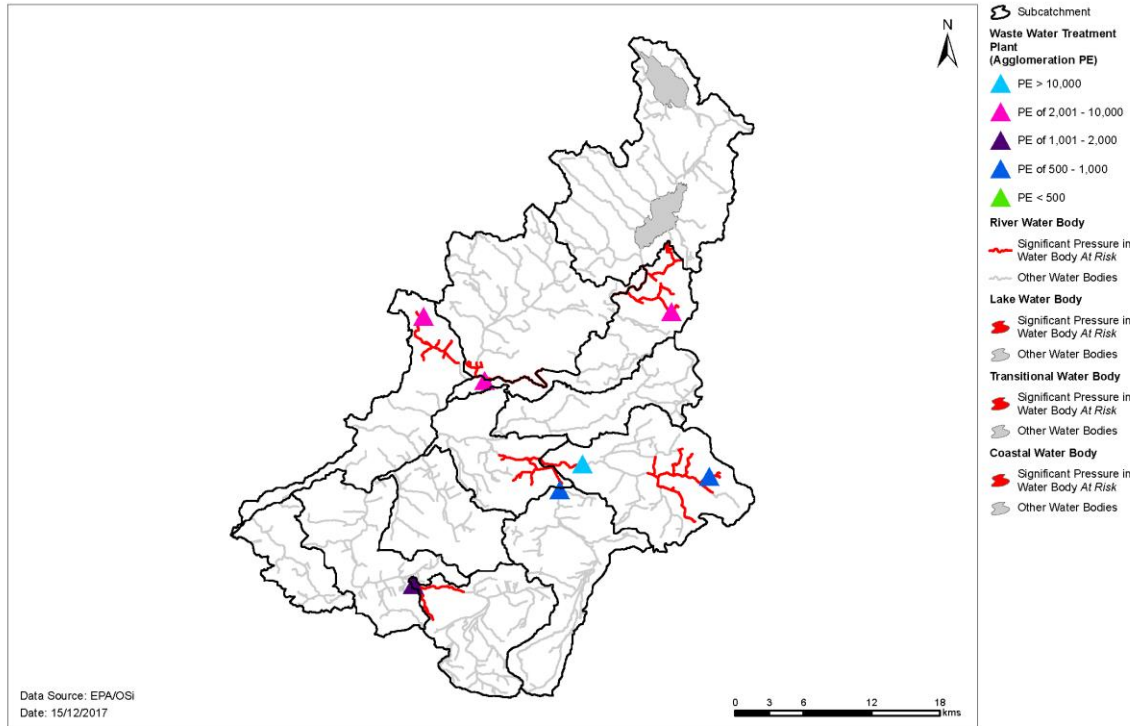 N
Subcatchment
Waste Water Treatment
Plant
(Agglomeration PE)
PE > 10,000
PE of 2,001 - 10,000
PE of 1,001 - 2,000
PE of 500 - 1,000
PE < 500
River Water Body
Significant Pressure in
Water Body At Risk
Other Water Bodies
Lake Water Body
Significant Pressure in
Water Body At Risk
Other Water Bodies
Transitional Water Body
Significant Pressure in
Water Body At Risk
Other Water Bodies
Coastal Water Body
Significant Pressure in
Water Body At Risk
Other Water Bodies
Data Source: EPA/OSi
Date: 15/12/2017
0 3 6 12 18
kms